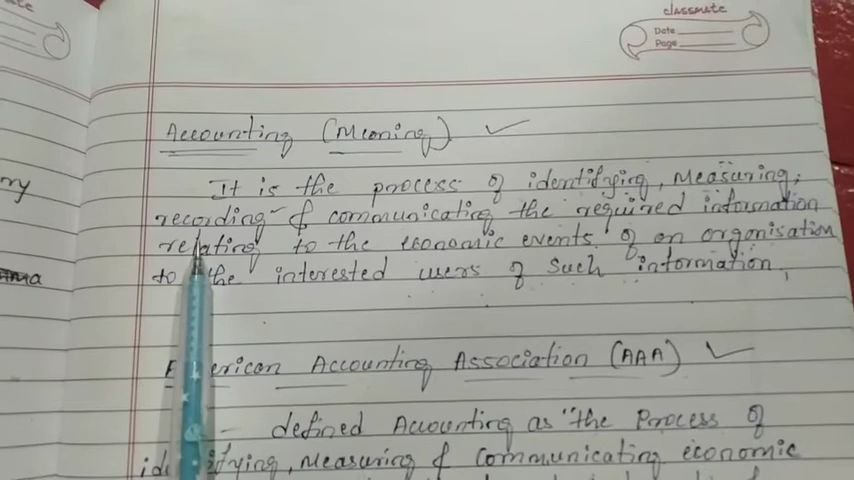 classmate
Date
Page
Accounting (Meaning)
It is the process of identifying, Measuring,
recording & communicating the required information
relating to the economic events of an organisation
to the interested users of such information,
American Accounting Association (AAA)
- defined Accounting as "the Process of
identifying, Measuring & Communicating economic